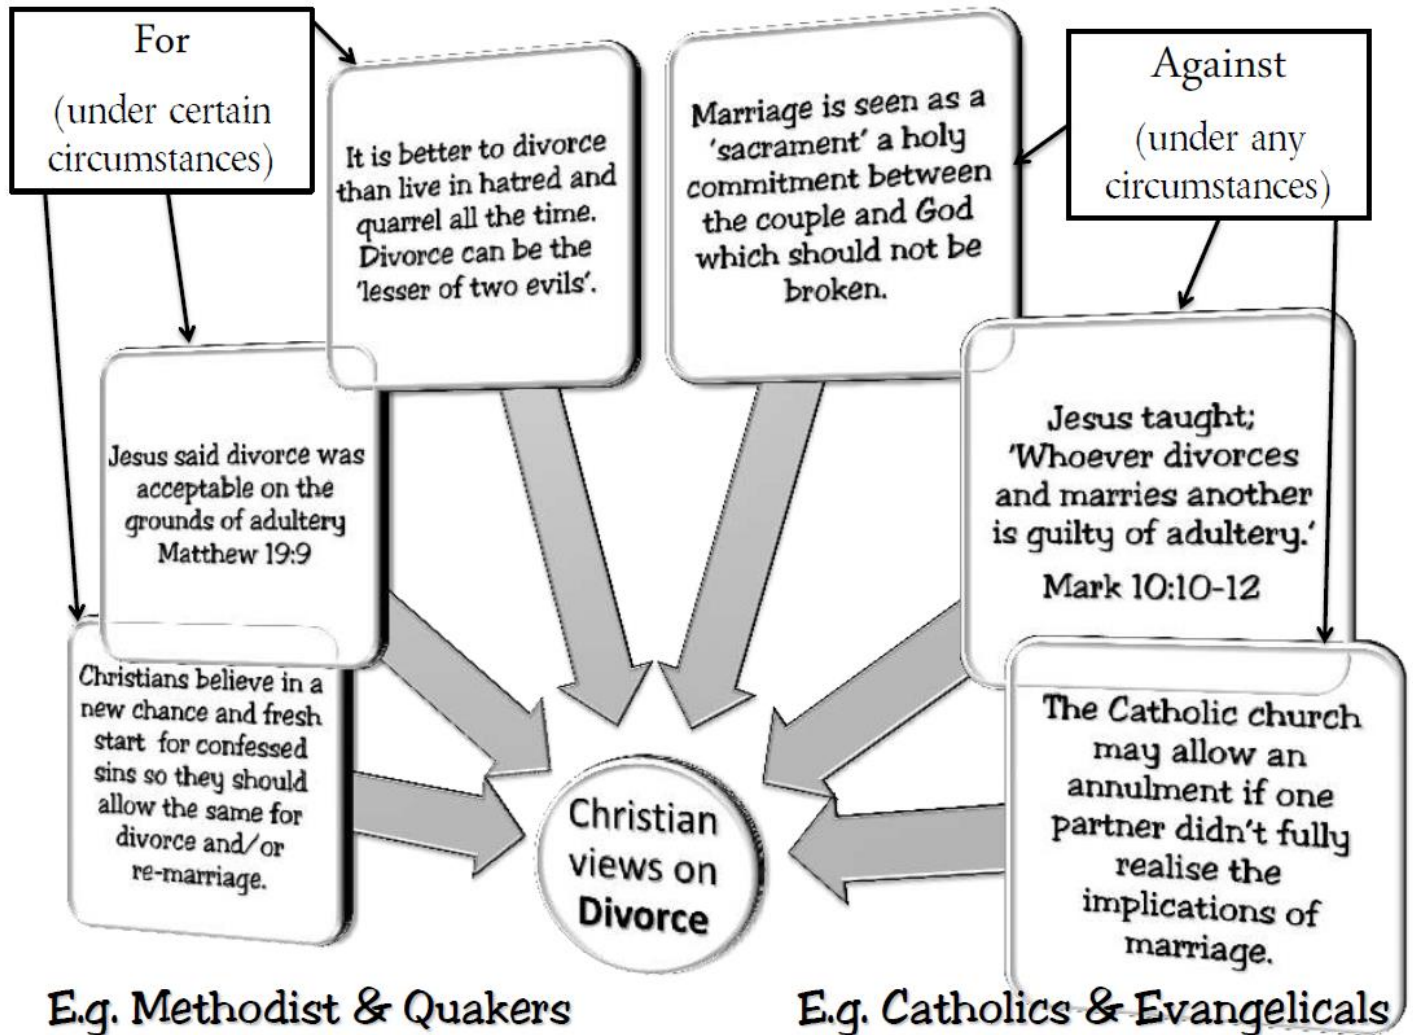 For
(under certain
circumstances)
It is better to divorce
than live in hatred and
quarrel all the time.
Divorce can be the
'lesser of two evils'.
Marriage is seen as a
'sacrament' a holy
commitment between
the couple and God
which should not be
broken.
Against
(under any
circumstances)
Jesus said divorce was
acceptable on the
grounds of adultery
Matthew 19:9
Jesus taught;
'Whoever divorces
and marries another
is guilty of adultery.'
Mark 10:10-12
Christians believe in a
new chance and fresh
start for confessed
sins so they should
allow the same for
divorce and/or
re-marriage.
Christian
views on
Divorce
The Catholic church
may allow an
annulment if one
partner didn't fully
realise the
implications of
marriage.
E.g. Methodist & Quakers
E.g. Catholics & Evangelicals